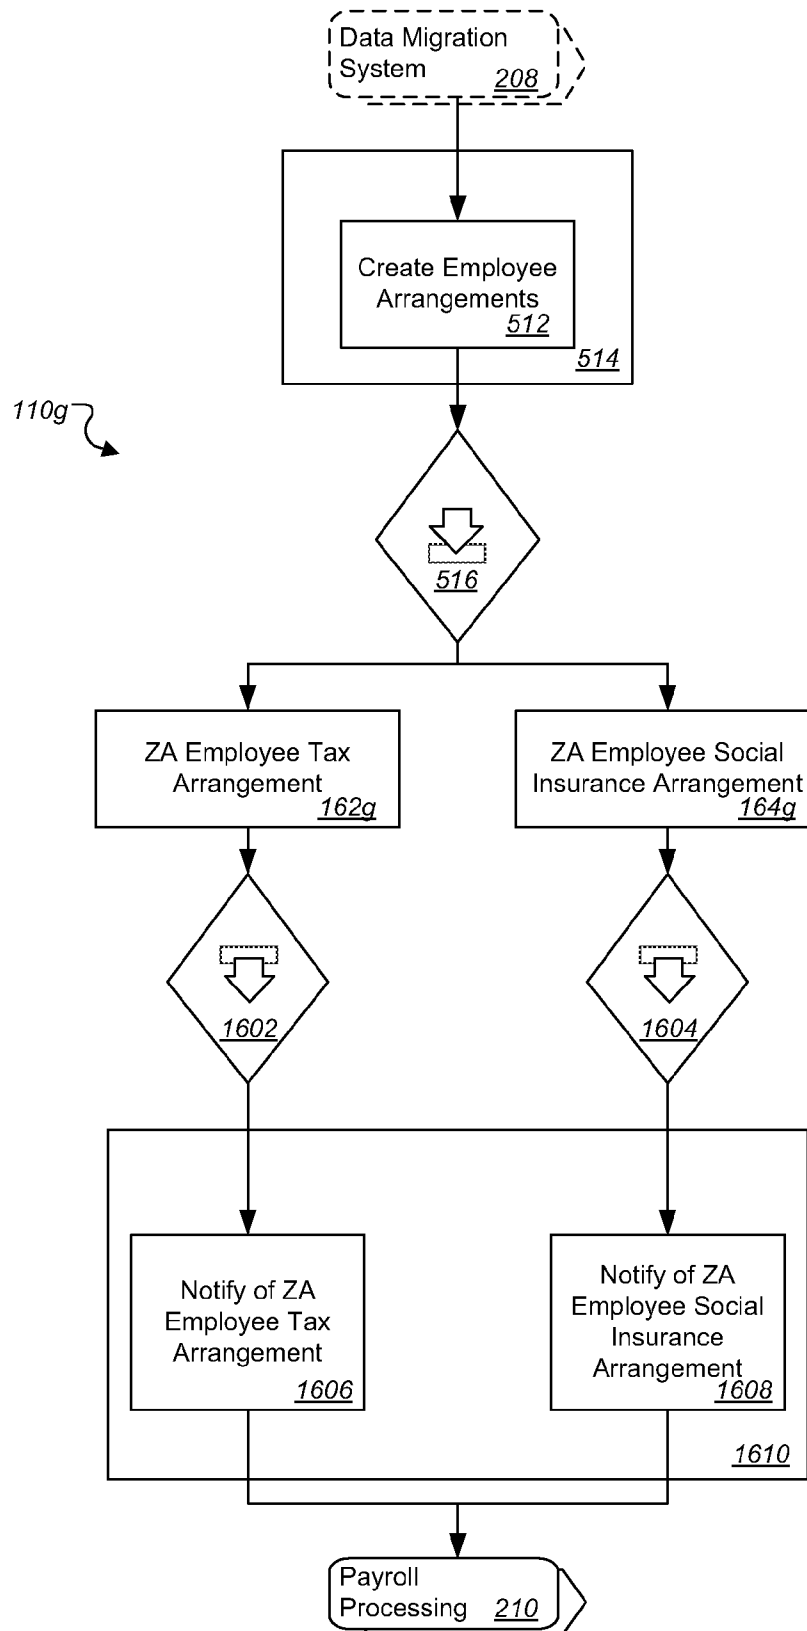 Data Migration
System 208
Create Employee
Arrangements
512
514
110g
516
ZA Employee Tax
Arrangement
162g
ZA Employee Social
Insurance Arrangement
164g
1602
1604
Notify of ZA
Employee Tax
Arrangement
1606
Notify of ZA
Employee Social
Insurance
Arrangement
1608
1610
Payroll
Processing 210